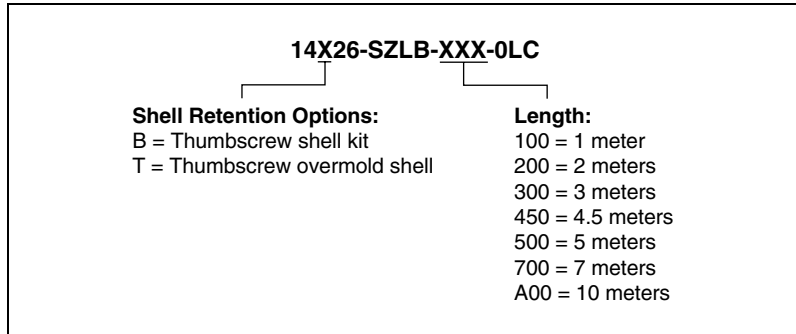 14X26-SZLB-XXX-0LC
Shell Retention Options:
B = Thumbscrew shell kit
T = Thumbscrew overmold shell
Length:
100 = 1 meter
200 = 2 meters
300 = 3 meters
450 = 4.5 meters
500 = 5 meters
700 = 7 meters
A00 = 10 meters